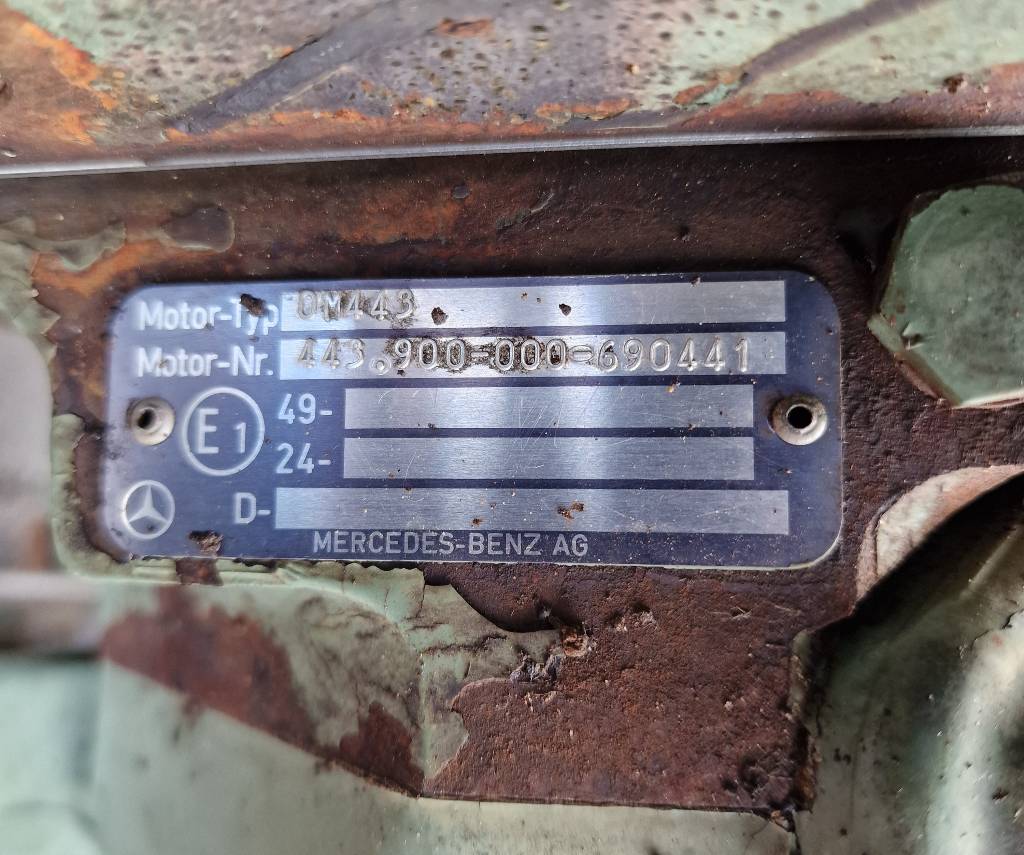 Motor-Typ OM443
Motor-Nr. 443.900-000-690441
E1 49-
24-
D-
MERCEDES-BENZ AG